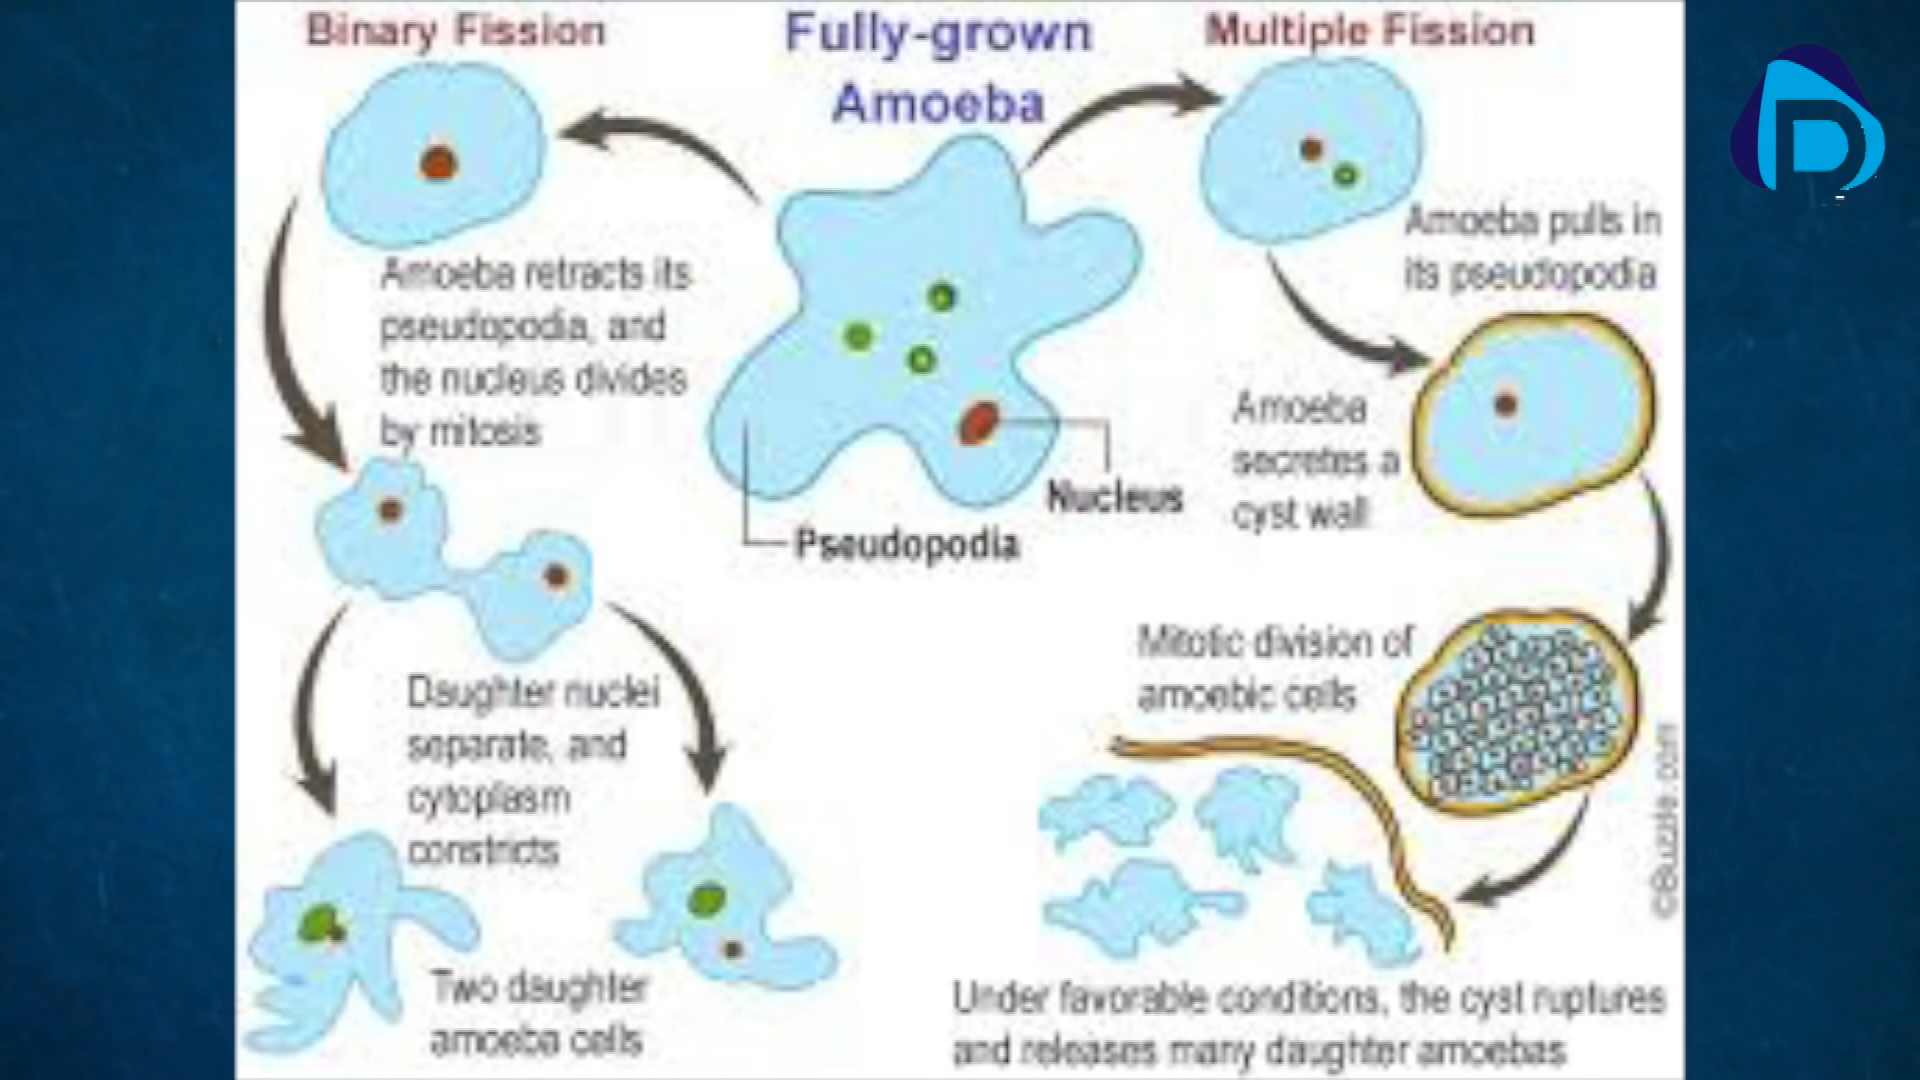 Binary Fission
Fully-grown
Amoeba
Multiple Fission
Amoeba retracts its
pseudopodia, and
the nucleus divides
by mitosis
Amoeba pulls in
its pseudopodia
Amoeba
secretes a
cyst wall
Nucleus
Pseudopodia
Daughter nuclei
separate, and
cytoplasm
constricts
Mitotic division of
amoebic cells
Two daughter
amoeba cells
Under favorable conditions, the cyst ruptures
and releases many daughter amoebas
©Buzzle.com
D